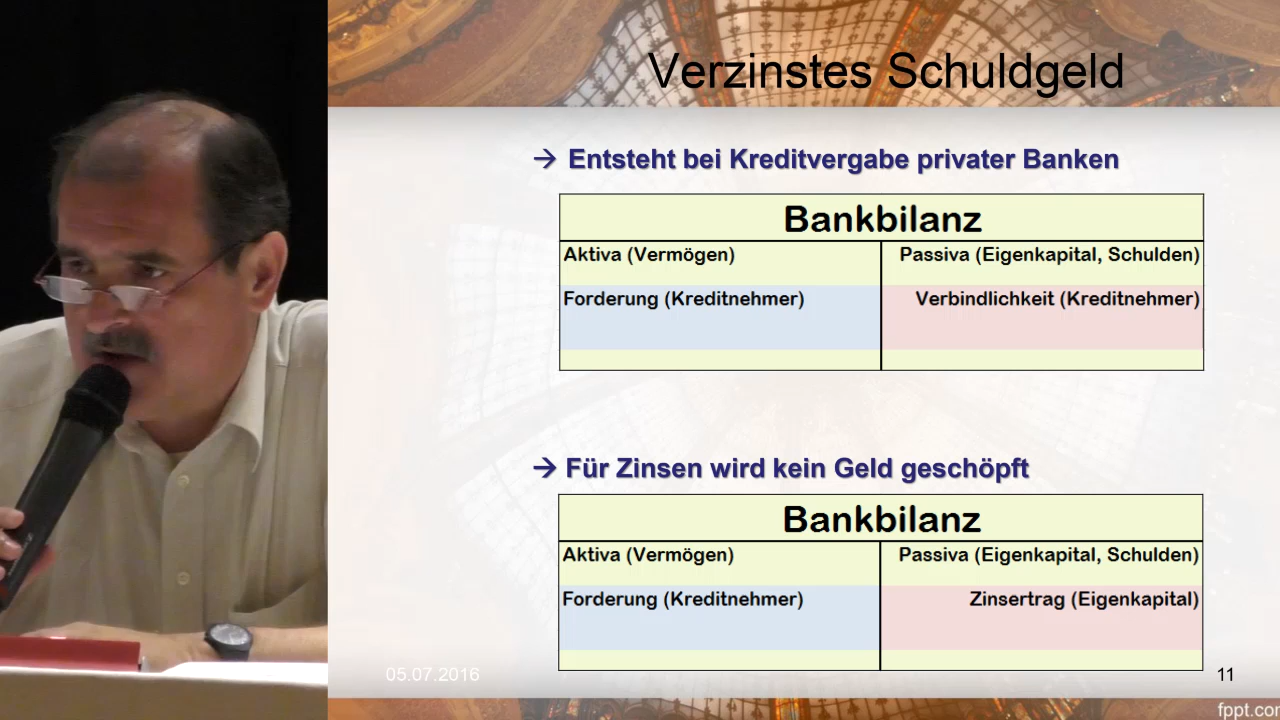 Verzinstes Schuldgeld
→ Entsteht bei Kreditvergabe privater Banken
Bankbilanz
Aktiva (Vermögen) Passiva (Eigenkapital, Schulden)
Forderung (Kreditnehmer) Verbindlichkeit (Kreditnehmer)
→ Für Zinsen wird kein Geld geschöpft
Bankbilanz
Aktiva (Vermögen) Passiva (Eigenkapital, Schulden)
Forderung (Kreditnehmer) Zinsertrag (Eigenkapital)
05.07.2016 11
fppt.com